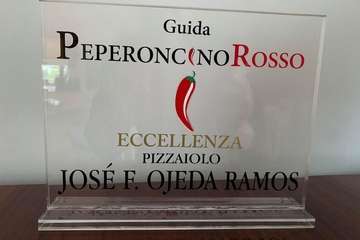 Guida
PEPERONCINOROSSO
ECCELLENZA
PIZZAIOLO
JOSÉ F. OJEDA RAMOS